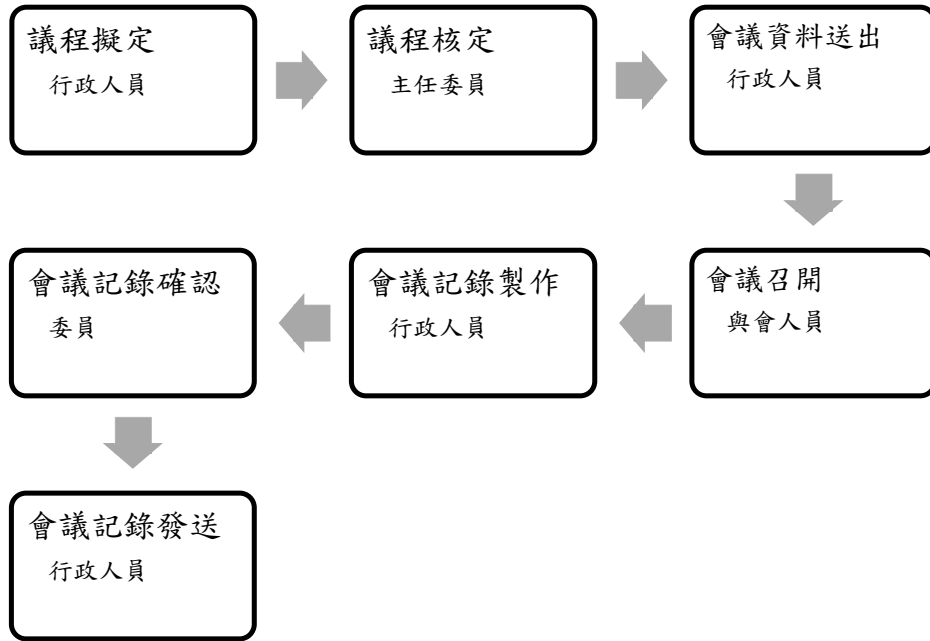 議程擬定
行政人員
議程核定
主任委員
會議資料送出
行政人員
會議召開
與會人員
會議記錄製作
行政人員
會議記錄確認
委員
會議記錄發送
行政人員